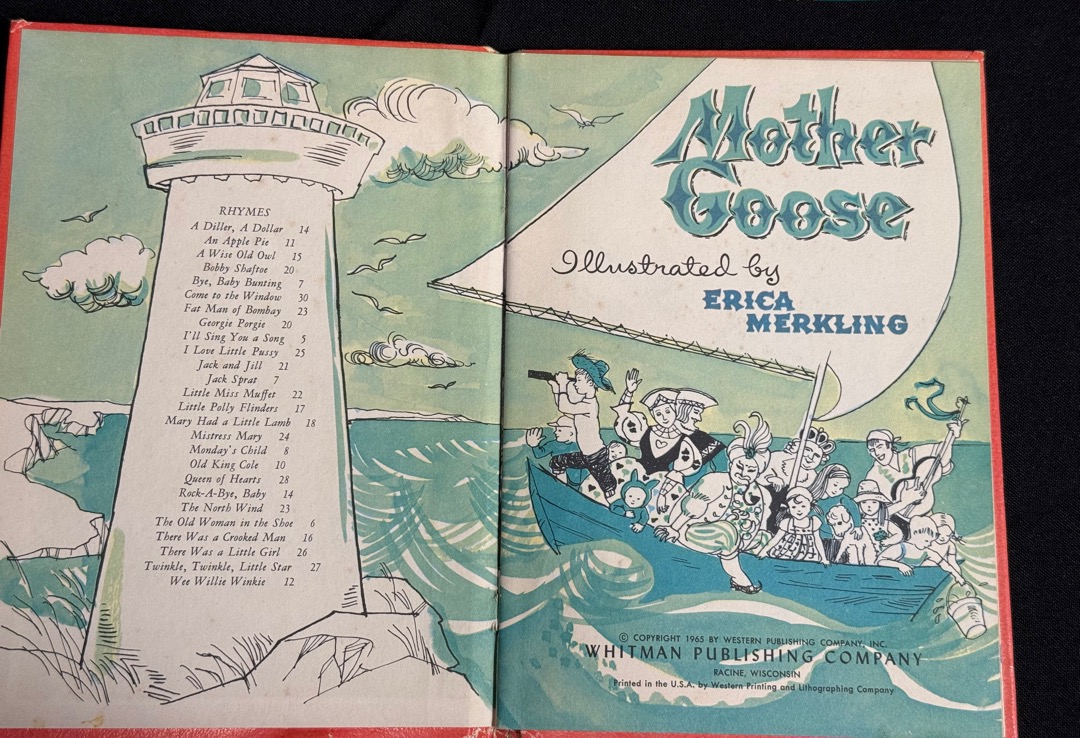 RHYMES
A Diller, A Dollar 14
An Apple Pie 11
A Wise Old Owl 15
Bobby Shaftoe 20
Bye, Baby Bunting 7
Come to the Window 30
Fat Man of Bombay 23
Georgie Porgie 20
I'll Sing You a Song 5
I Love Little Pussy 25
Jack and Jill 21
Jack Sprat 7
Little Miss Muffet 22
Little Polly Flinders 17
Mary Had a Little Lamb 18
Mistress Mary 24
Monday's Child 8
Old King Cole 10
Queen of Hearts 28
Rock-A-Bye, Baby 14
The North Wind 23
The Old Woman in the Shoe 6
There Was a Crooked Man 16
There Was a Little Girl 26
Twinkle, Twinkle, Little Star 27
Wee Willie Winkie 12
Mother
Goose
Illustrated by
ERICA
MERKLING
© COPYRIGHT 1965 BY WESTERN PUBLISHING COMPANY, INC.
WHITMAN PUBLISHING COMPANY
RACINE, WISCONSIN
Printed in the U.S.A. by Western Printing and Lithographing Company